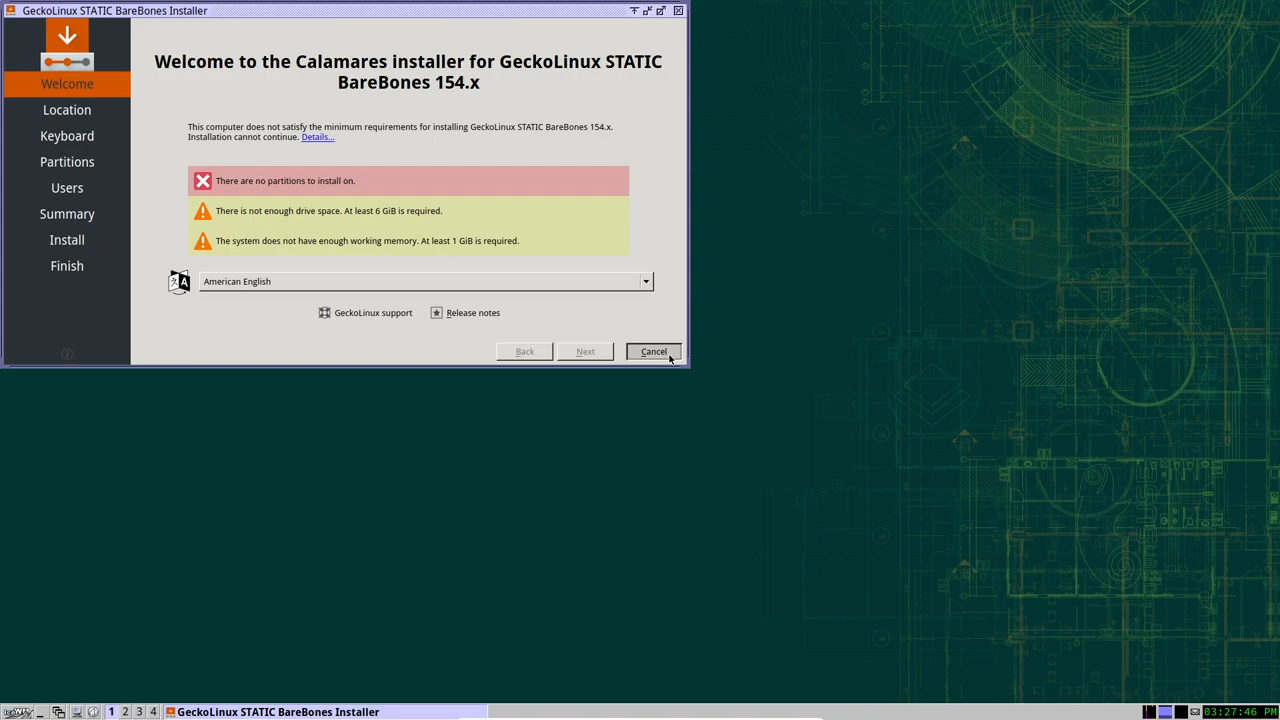 GeckoLinux STATIC BareBones Installer
Welcome
Location
Keyboard
Partitions
Users
Summary
Install
Finish
Welcome to the Calamares installer for GeckoLinux STATIC
BareBones 154.x
This computer does not satisfy the minimum requirements for installing GeckoLinux STATIC BareBones 154.x.
Installation cannot continue. Details...
There are no partitions to install on.
There is not enough drive space. At least 6 GiB is required.
The system does not have enough working memory. At least 1 GiB is required.
American English
GeckoLinux support
Release notes
Back
Next
Cancel
1 2 3 4
GeckoLinux STATIC BareBones Installer
03:27:46 PM